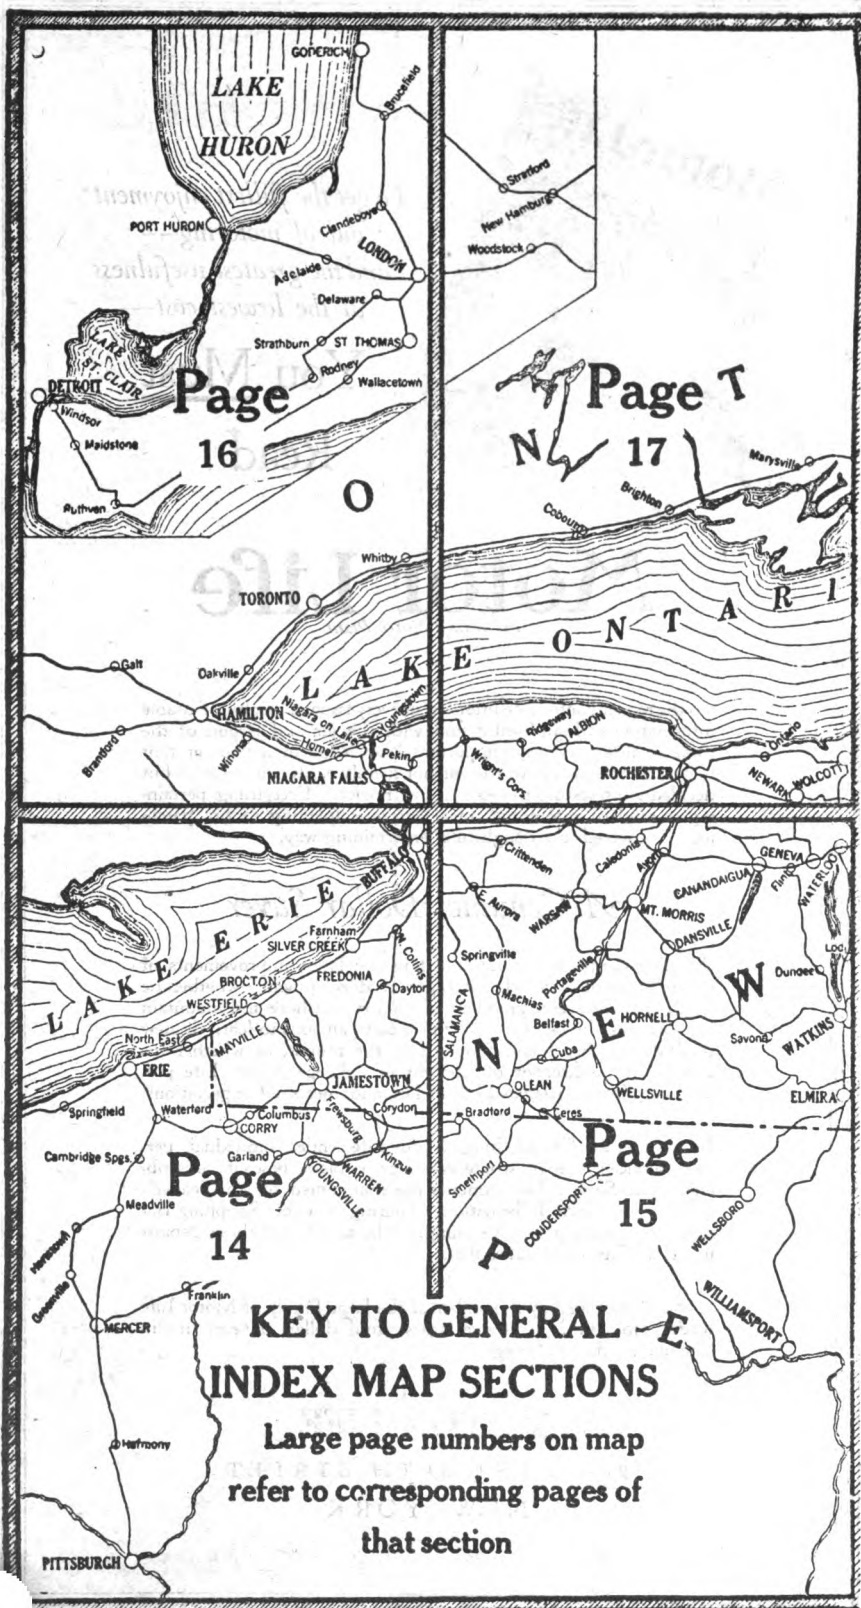 GODERICH
LAKE
HURON
Brucefield
PORT HURON
Clandeboye
LONDON
Adelaide
Delaware
Strathburn
ST THOMAS
Rodney
Wallacetown
LAKE
ST. CLAIR
DETROIT
Windsor
Maidstone
Ruthven
Page
16
O
Stratford
New Hamburg
Woodstock
Page
17
N
T
Marysville
Brighton
Cobourg
Whitby
TORONTO
Oakville
Galt
HAMILTON
Brantford
Winona
Niagara on Lake
Youngstown
Homer
Pekin
NIAGARA FALLS
LAKE ONTARI
Wright's Cors.
Ridgeway
ALBION
ROCHESTER
Ontario
NEWARK
WOLCOTT
LAKE ERIE
BUFFALO
Farnham
SILVER CREEK
N. Collins
BROCTON
FREDONIA
Dayton
WESTFIELD
MAYVILLE
North East
ERIE
JAMESTOWN
Springfield
Waterford
Columbus
Frewsburg
Corydon
CORRY
Garland
Cambridge Spgs.
YOUNGSVILLE
WARREN
Kinzua
Page
14
Meadville
Greenville
Franklin
MERCER
Harmony
PITTSBURGH
Crittenden
Caledonia
Avon
GENEVA
Flint
WATERLOO
CANANDAIGUA
E. Aurora
WARSAW
MT. MORRIS
DANSVILLE
Springville
Portageville
Machias
Dundee
SALAMANCA
N E W
Belfast
HORNELL
Savona
WATKINS
Cuba
OLEAN
WELLSVILLE
ELMIRA
Bradford
Ceres
Page
15
Smethport
COUDERSPORT
WELLSBORO
WILLIAMSPORT
P E
KEY TO GENERAL
INDEX MAP SECTIONS
Large page numbers on map
refer to corresponding pages of
that section